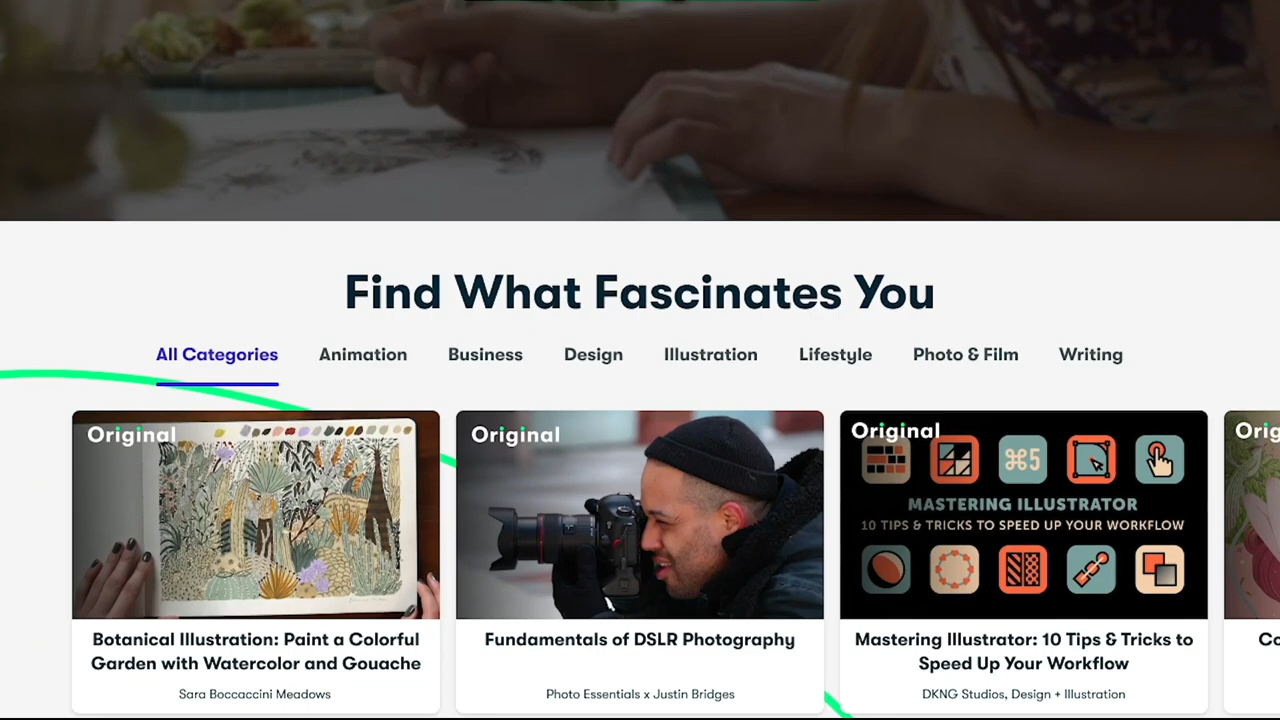 Find What Fascinates You
All Categories Animation Business Design Illustration Lifestyle Photo & Film Writing
Original
Original
Original
⌘5
MASTERING ILLUSTRATOR
10 TIPS & TRICKS TO SPEED UP YOUR WORKFLOW
Botanical Illustration: Paint a Colorful
Garden with Watercolor and Gouache
Sara Boccaccini Meadows
Fundamentals of DSLR Photography
Photo Essentials x Justin Bridges
Mastering Illustrator: 10 Tips & Tricks to
Speed Up Your Workflow
DKNG Studios, Design + Illustration